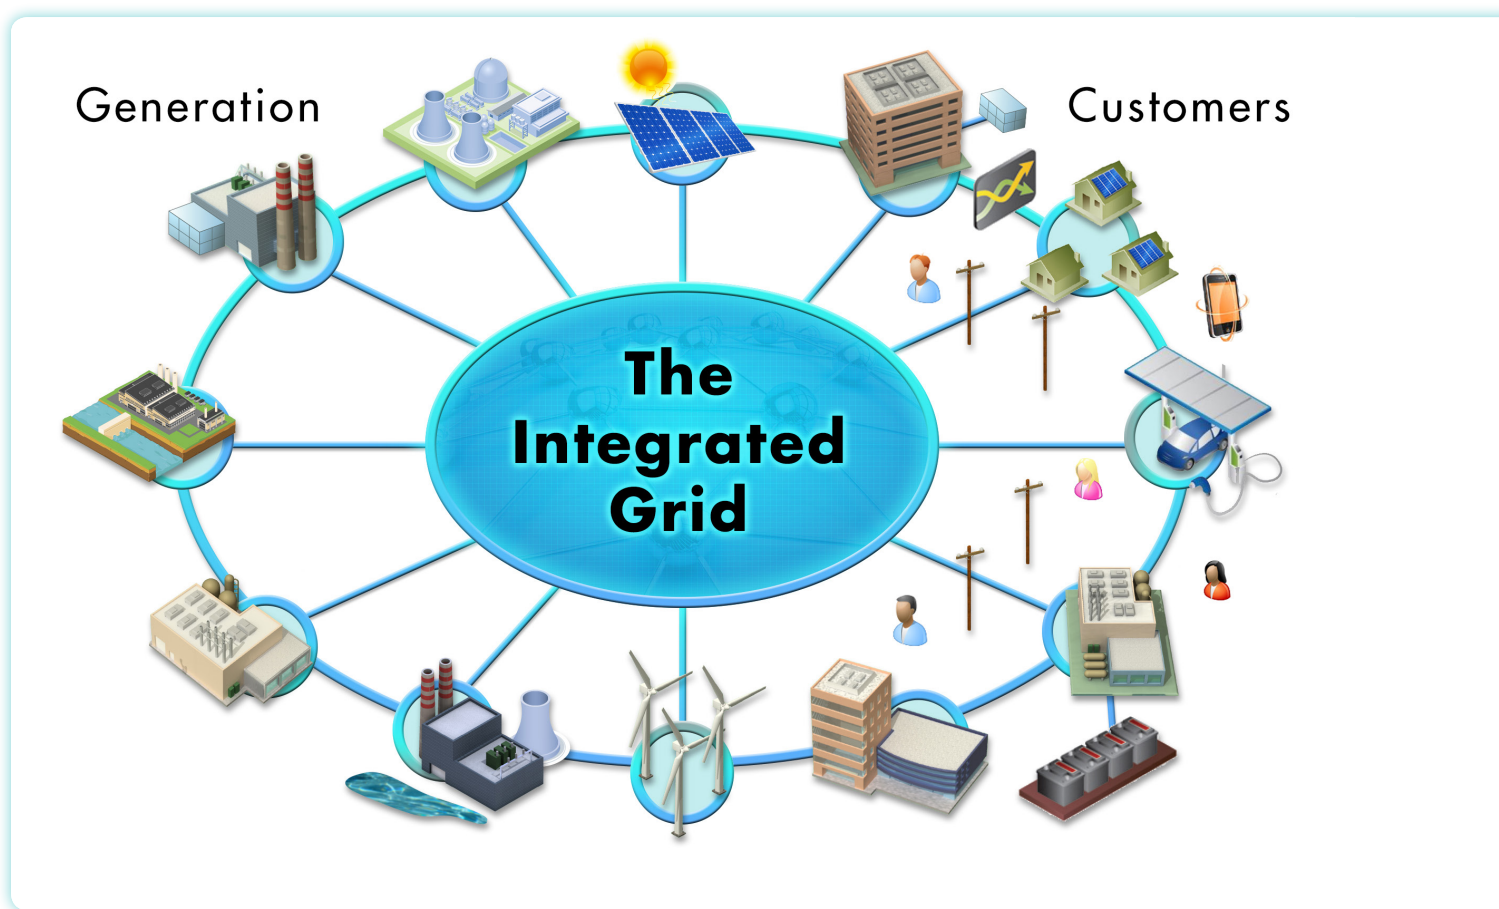 Generation
Customers
The
Integrated
Grid